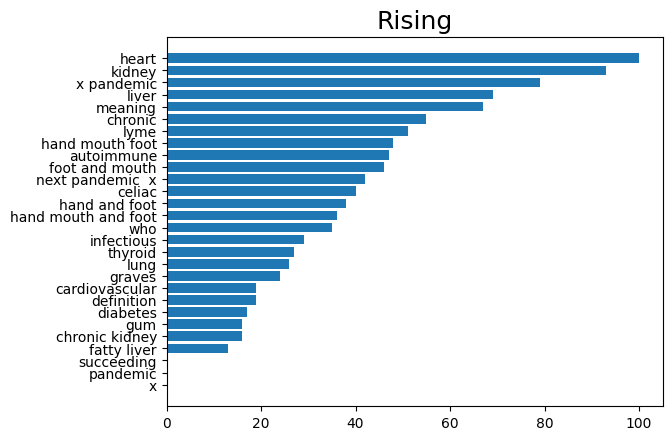 Rising
heart
kidney
x pandemic
liver
meaning
chronic
lyme
hand mouth foot
autoimmune
foot and mouth
next pandemic  x
celiac
hand and foot
hand mouth and foot
who
infectious
thyroid
lung
graves
cardiovascular
definition
diabetes
gum
chronic kidney
fatty liver
succeeding
pandemic
x
0 20 40 60 80 100